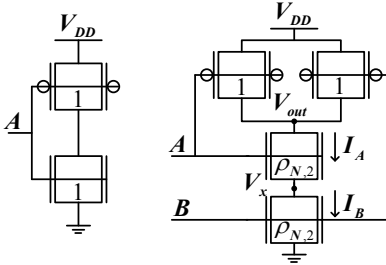 V_DD
1
A
1
V_DD
1
1
V_out
A
ρ_N,2
I_A
V_x
B
ρ_N,2
I_B